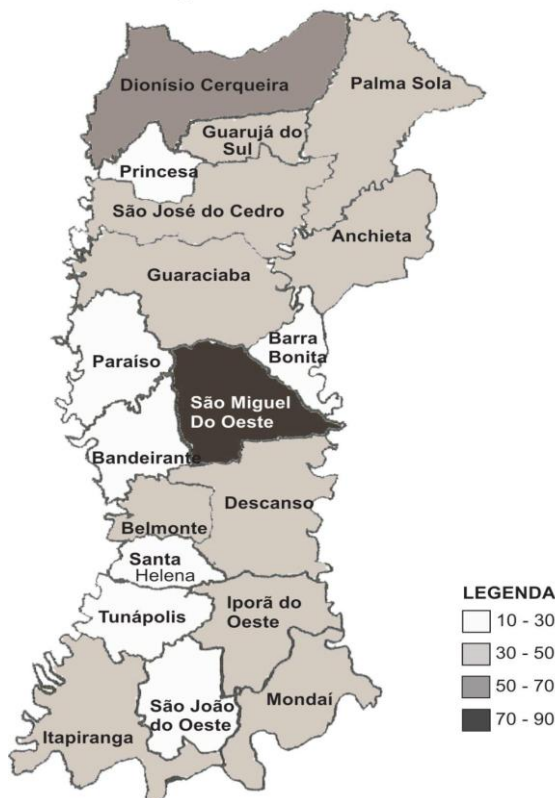 Dionísio Cerqueira
Palma Sola
Guarujá do
Sul
Princesa
São José do Cedro
Anchieta
Guaraciaba
Barra
Bonita
Paraíso
São Miguel
Do Oeste
Bandeirante
Descanso
Belmonte
Santa
Helena
Iporã do
Oeste
Tunápolis
São João
do Oeste
Mondaí
Itapiranga
LEGENDA
10 - 30
30 - 50
50 - 70
70 - 90